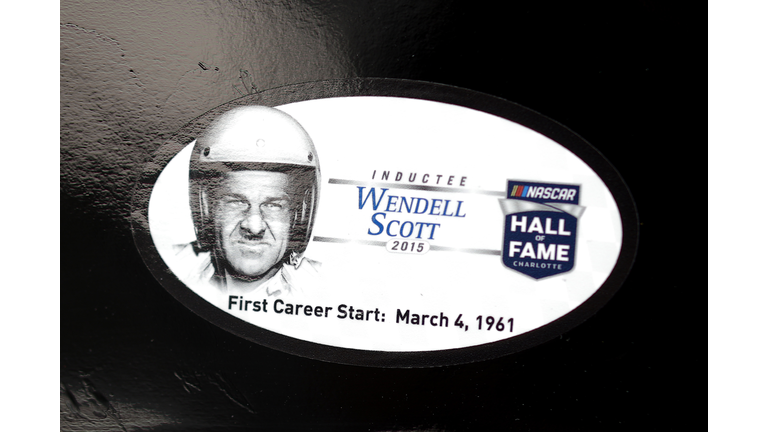 INDUCTEE
WENDELL
SCOTT
2015
NASCAR
HALL
OF
FAME
CHARLOTTE
First Career Start: March 4, 1961